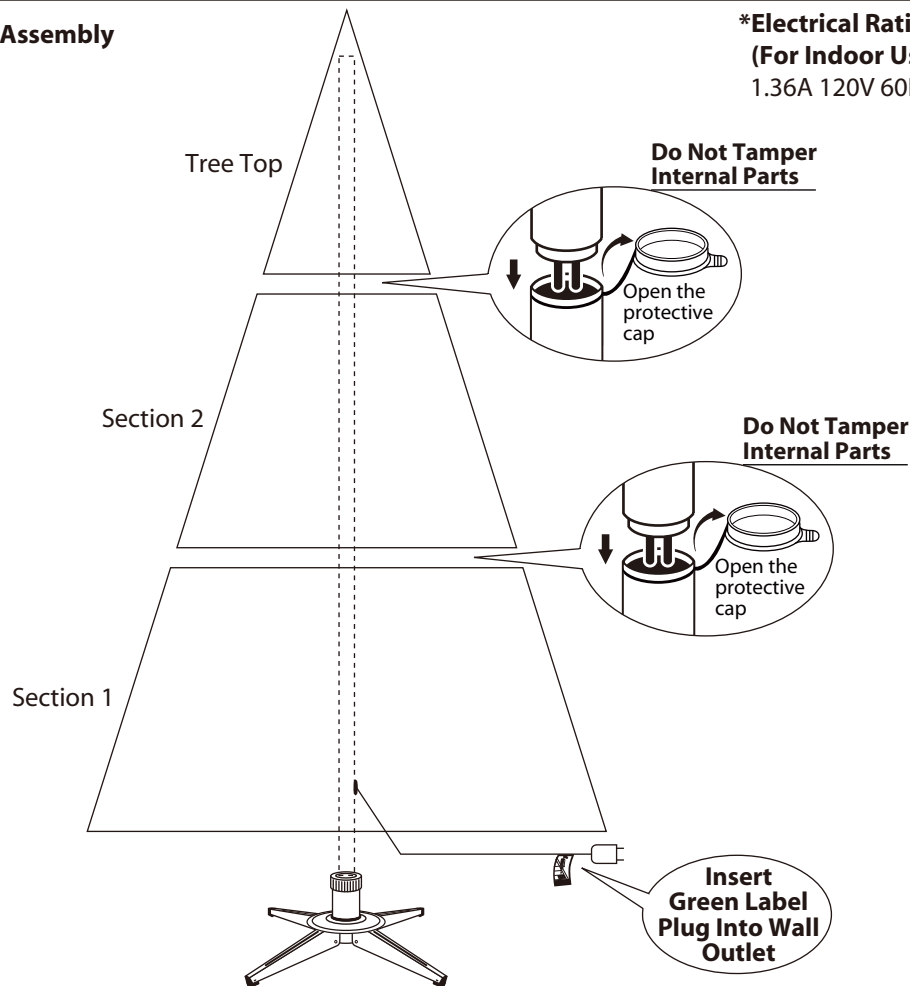 Assembly
*Electrical Rati
(For Indoor Us
1.36A 120V 60
Tree Top
Do Not Tamper
Internal Parts
Open the
protective
cap
Section 2
Do Not Tamper
Internal Parts
Open the
protective
cap
Section 1
Insert
Green Label
Plug Into Wall
Outlet